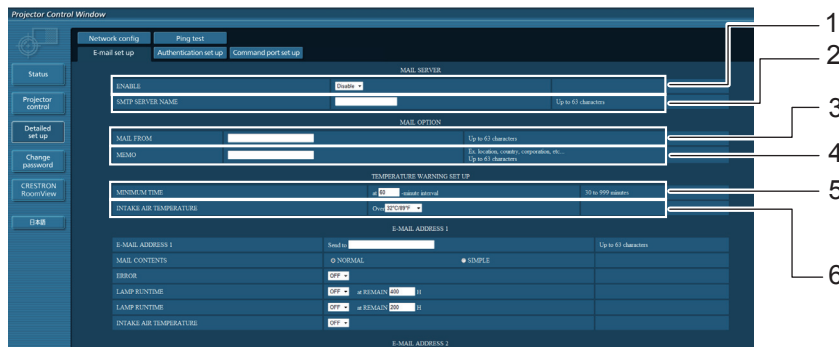 Projector Control Window
Network config Ping test
E-mail set up Authentication set up Command port set up
Status
Projector control
Detailed set up
Change password
CRESTRON RoomView
日本語
MAIL SERVER
ENABLE Disable
SMTP SERVER NAME Up to 63 characters
MAIL OPTION
MAIL FROM Up to 63 characters
MEMO Ex. location, country, corporation, etc...
Up to 63 characters
TEMPERATURE WARNING SET UP
MINIMUM TIME at 60 -minute interval 30 to 999 minutes
INTAKE AIR TEMPERATURE Over 32°C/89°F
E-MAIL ADDRESS 1
E-MAIL ADDRESS 1 Send to Up to 63 characters
MAIL CONTENTS NORMAL SIMPLE
ERROR OFF
LAMP RUNTIME OFF at REMAIN 400 H
LAMP RUNTIME OFF at REMAIN 200 H
INTAKE AIR TEMPERATURE OFF
E-MAIL ADDRESS 2
1
2
3
4
5
6